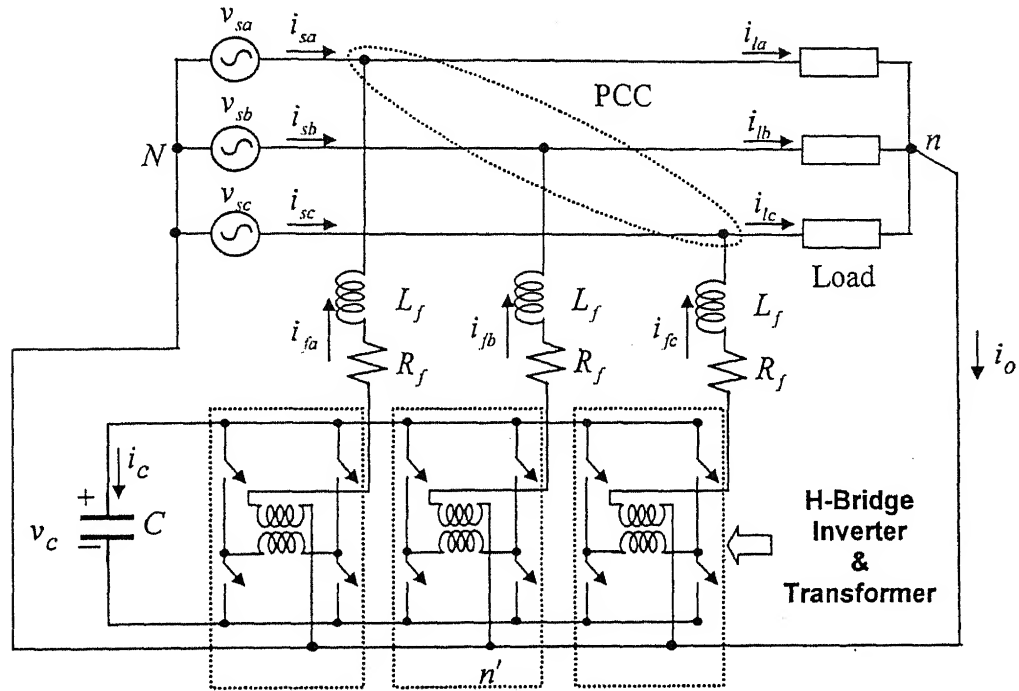 v_sa
i_sa
i_la
PCC
v_sb
i_sb
i_lb
N
n
v_sc
i_sc
i_lc
Load
L_f
L_f
L_f
i_fa
i_fb
i_fc
R_f
R_f
R_f
i_o
i_c
+
v_c
C
−
H-Bridge
Inverter
&
Transformer
n'